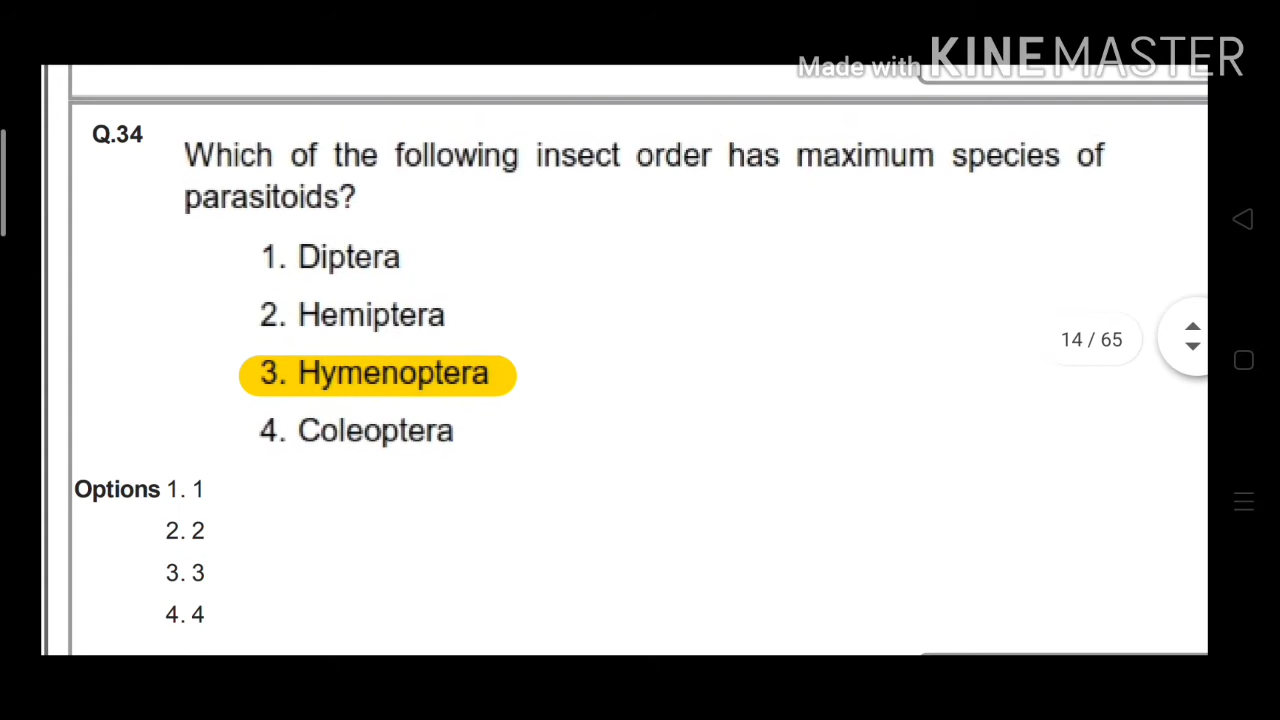 Made with KINEMASTER
Q.34
Which of the following insect order has maximum species of
parasitoids?
1. Diptera
2. Hemiptera
3. Hymenoptera
4. Coleoptera
14 / 65
Options 1. 1
2. 2
3. 3
4. 4